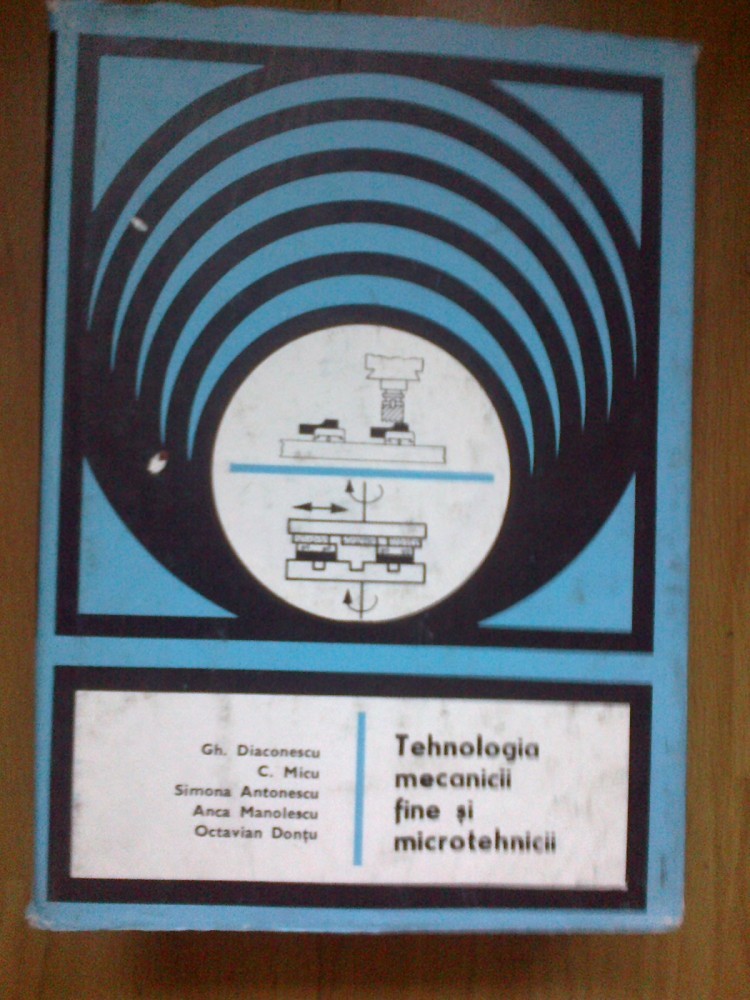 Gh. Diaconescu
C. Micu
Simona Antonescu
Anca Manolescu
Octavian Donțu
Tehnologia
mecanicii
fine și
microtehnicii